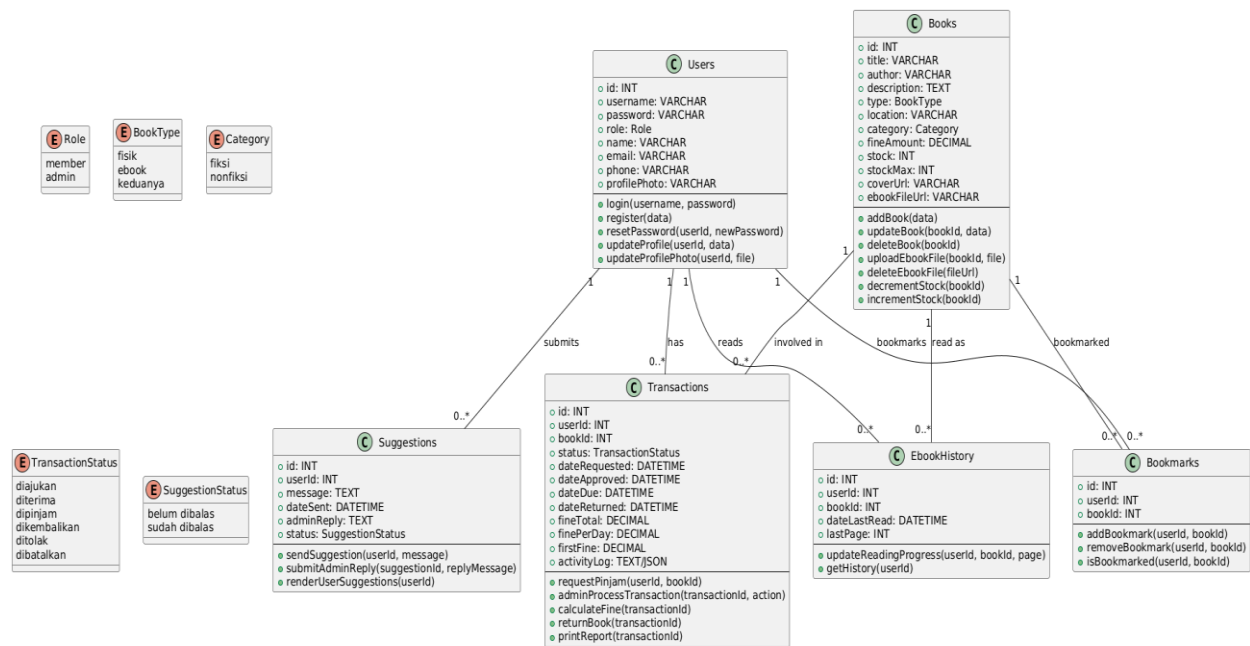 C Books
id: INT
title: VARCHAR
author: VARCHAR
description: TEXT
type: BookType
location: VARCHAR
category: Category
fineAmount: DECIMAL
stock: INT
stockMax: INT
coverUrl: VARCHAR
ebookFileUrl: VARCHAR
addBook(data)
updateBook(bookId, data)
deleteBook(bookId)
uploadEbookFile(bookId, file)
deleteEbookFile(fileUrl)
decrementStock(bookId)
incrementStock(bookId)
C Users
id: INT
username: VARCHAR
password: VARCHAR
role: Role
name: VARCHAR
email: VARCHAR
phone: VARCHAR
profilePhoto: VARCHAR
login(username, password)
register(data)
resetPassword(userId, newPassword)
updateProfile(userId, data)
updateProfilePhoto(userId, file)
E Role
member
admin
E BookType
fisik
ebook
keduanya
E Category
fiksi
nonfiksi
1
1
1
1
1
1
1
1
submits
has
reads
involved in
bookmarks
read as
bookmarked
0..*
0..*
0..*
0..*
0..*
0..*
0..*
E TransactionStatus
diajukan
diterima
dipinjam
dikembalikan
ditolak
dibatalkan
E SuggestionStatus
belum dibalas
sudah dibalas
C Suggestions
id: INT
userId: INT
message: TEXT
dateSent: DATETIME
adminReply: TEXT
status: SuggestionStatus
sendSuggestion(userId, message)
submitAdminReply(suggestionId, replyMessage)
renderUserSuggestions(userId)
C Transactions
id: INT
userId: INT
bookId: INT
status: TransactionStatus
dateRequested: DATETIME
dateApproved: DATETIME
dateDue: DATETIME
dateReturned: DATETIME
fineTotal: DECIMAL
finePerDay: DECIMAL
firstFine: DECIMAL
activityLog: TEXT/JSON
requestPinjam(userId, bookId)
adminProcessTransaction(transactionId, action)
calculateFine(transactionId)
returnBook(transactionId)
printReport(transactionId)
C EbookHistory
id: INT
userId: INT
bookId: INT
dateLastRead: DATETIME
lastPage: INT
updateReadingProgress(userId, bookId, page)
getHistory(userId)
C Bookmarks
id: INT
userId: INT
bookId: INT
addBookmark(userId, bookId)
removeBookmark(userId, bookId)
isBookmarked(userId, bookId)